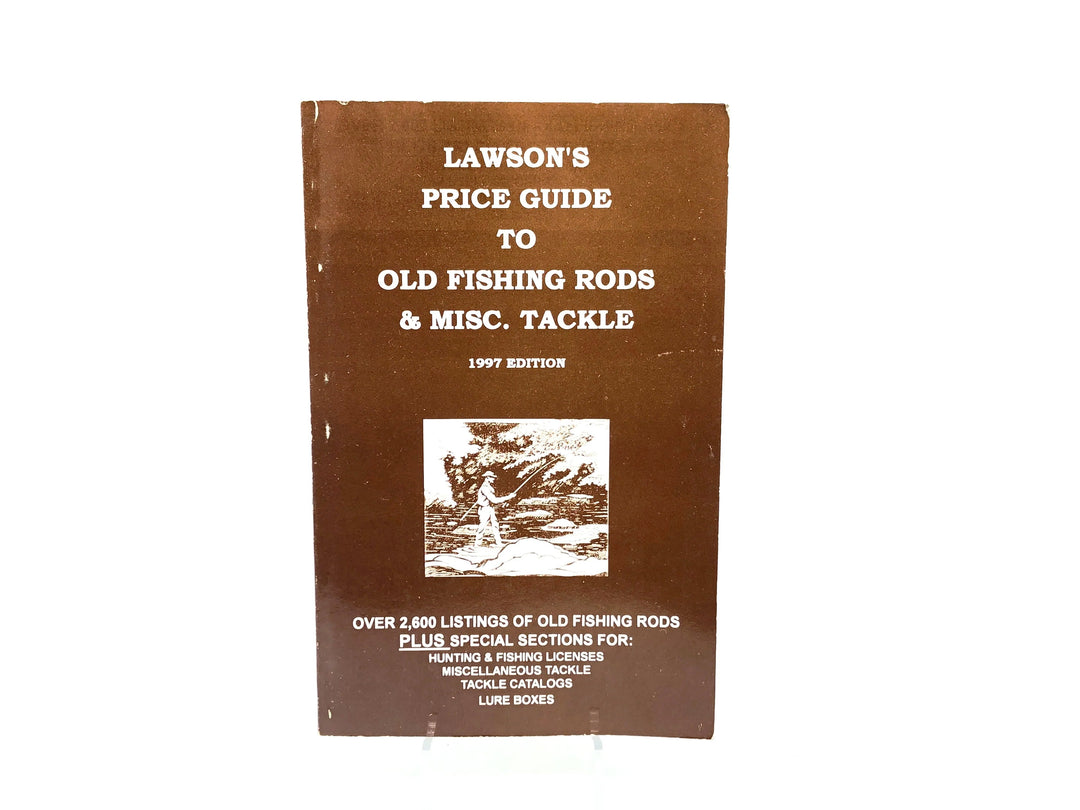 LAWSON'S
PRICE GUIDE
TO
OLD FISHING RODS
& MISC. TACKLE
1997 EDITION
OVER 2,600 LISTINGS OF OLD FISHING RODS
PLUS SPECIAL SECTIONS FOR:
HUNTING & FISHING LICENSES
MISCELLANEOUS TACKLE
TACKLE CATALOGS
LURE BOXES